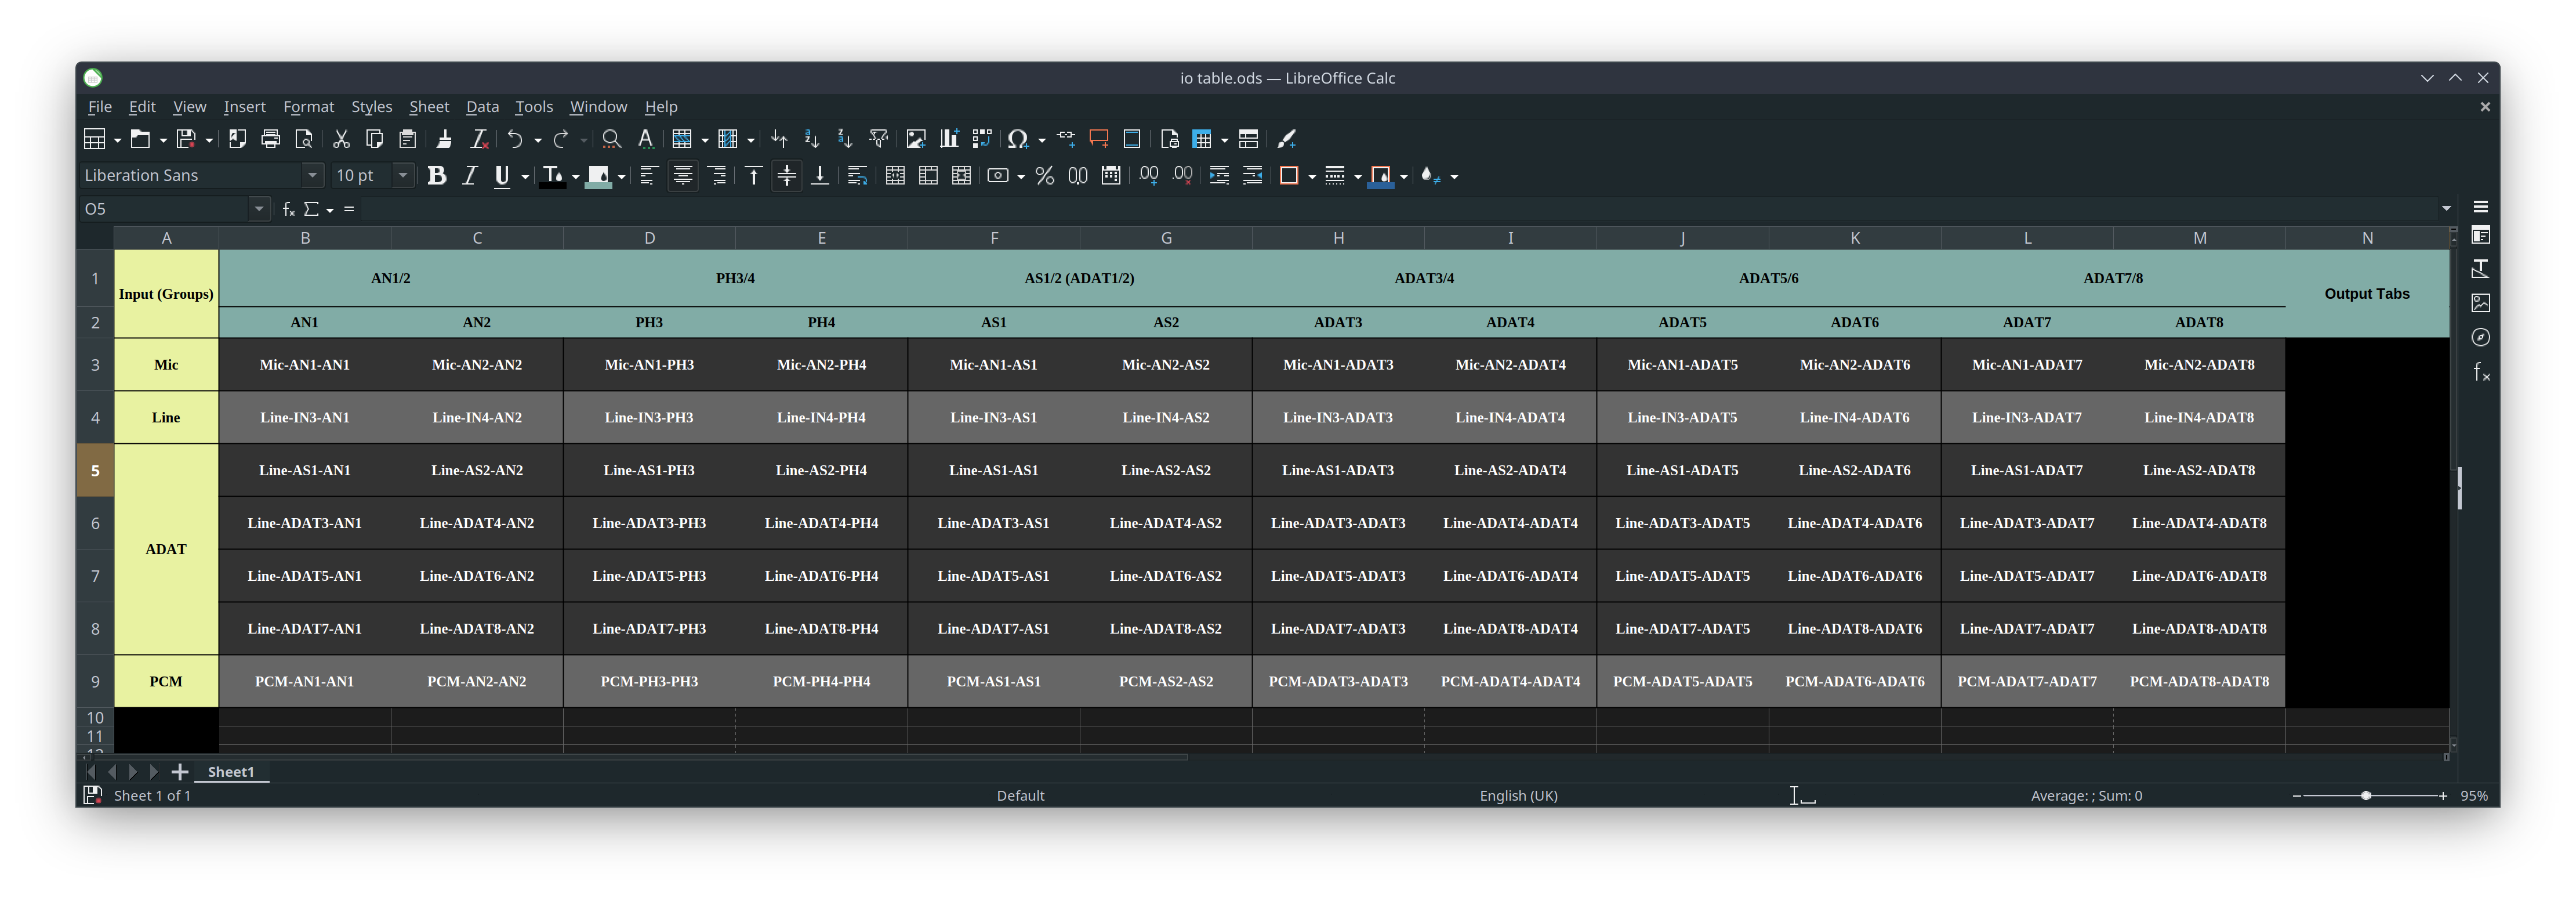 io table.ods — LibreOffice Calc
File Edit View Insert Format Styles Sheet Data Tools Window Help
Liberation Sans 10 pt
O5
A B C D E F G H I J K L M N
1 Input (Groups) AN1/2 PH3/4 AS1/2 (ADAT1/2) ADAT3/4 ADAT5/6 ADAT7/8 Output Tabs
2 AN1 AN2 PH3 PH4 AS1 AS2 ADAT3 ADAT4 ADAT5 ADAT6 ADAT7 ADAT8
3 Mic Mic-AN1-AN1 Mic-AN2-AN2 Mic-AN1-PH3 Mic-AN2-PH4 Mic-AN1-AS1 Mic-AN2-AS2 Mic-AN1-ADAT3 Mic-AN2-ADAT4 Mic-AN1-ADAT5 Mic-AN2-ADAT6 Mic-AN1-ADAT7 Mic-AN2-ADAT8
4 Line Line-IN3-AN1 Line-IN4-AN2 Line-IN3-PH3 Line-IN4-PH4 Line-IN3-AS1 Line-IN4-AS2 Line-IN3-ADAT3 Line-IN4-ADAT4 Line-IN3-ADAT5 Line-IN4-ADAT6 Line-IN3-ADAT7 Line-IN4-ADAT8
5 Line-AS1-AN1 Line-AS2-AN2 Line-AS1-PH3 Line-AS2-PH4 Line-AS1-AS1 Line-AS2-AS2 Line-AS1-ADAT3 Line-AS2-ADAT4 Line-AS1-ADAT5 Line-AS2-ADAT6 Line-AS1-ADAT7 Line-AS2-ADAT8
6 Line-ADAT3-AN1 Line-ADAT4-AN2 Line-ADAT3-PH3 Line-ADAT4-PH4 Line-ADAT3-AS1 Line-ADAT4-AS2 Line-ADAT3-ADAT3 Line-ADAT4-ADAT4 Line-ADAT3-ADAT5 Line-ADAT4-ADAT6 Line-ADAT3-ADAT7 Line-ADAT4-ADAT8
ADAT
7 Line-ADAT5-AN1 Line-ADAT6-AN2 Line-ADAT5-PH3 Line-ADAT6-PH4 Line-ADAT5-AS1 Line-ADAT6-AS2 Line-ADAT5-ADAT3 Line-ADAT6-ADAT4 Line-ADAT5-ADAT5 Line-ADAT6-ADAT6 Line-ADAT5-ADAT7 Line-ADAT6-ADAT8
8 Line-ADAT7-AN1 Line-ADAT8-AN2 Line-ADAT7-PH3 Line-ADAT8-PH4 Line-ADAT7-AS1 Line-ADAT8-AS2 Line-ADAT7-ADAT3 Line-ADAT8-ADAT4 Line-ADAT7-ADAT5 Line-ADAT8-ADAT6 Line-ADAT7-ADAT7 Line-ADAT8-ADAT8
9 PCM PCM-AN1-AN1 PCM-AN2-AN2 PCM-PH3-PH3 PCM-PH4-PH4 PCM-AS1-AS1 PCM-AS2-AS2 PCM-ADAT3-ADAT3 PCM-ADAT4-ADAT4 PCM-ADAT5-ADAT5 PCM-ADAT6-ADAT6 PCM-ADAT7-ADAT7 PCM-ADAT8-ADAT8
10
11
Sheet1
Sheet 1 of 1 Default English (UK) Average: ; Sum: 0 95%